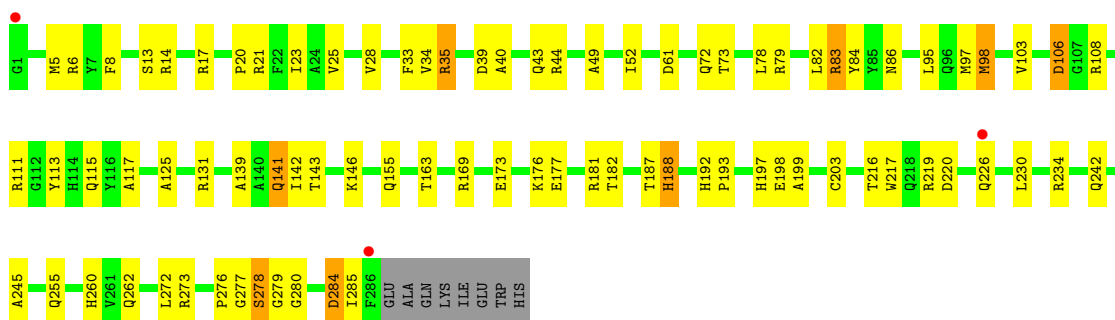 G1 M5 R6 Y7 F8 S13 R14 R17 P20 R21 F22 I23 A24 V25 V28 F33 V34 R35 D39 A40 Q43 R44 A49 I52 D61 Q72 T73 L78 R79 L82 R83 Y84 Y85 N86 L95 Q96 M97 M98 V103 D106 G107 R108
R111 G112 Y113 H114 Q115 Y116 A117 A125 R131 A139 A140 Q141 I142 T143 K146 Q155 T163 R169 E173 K176 E177 R181 T182 T187 H188 H192 P193 H197 E198 A199 C203 T216 W217 Q218 R219 D220 Q226 L230 R234 Q242
A245 Q255 H260 V261 Q262 L272 R273 P276 G277 S278 G279 G280 D284 I285 F286 GLU ALA GLN LYS ILE GLU TRP HIS